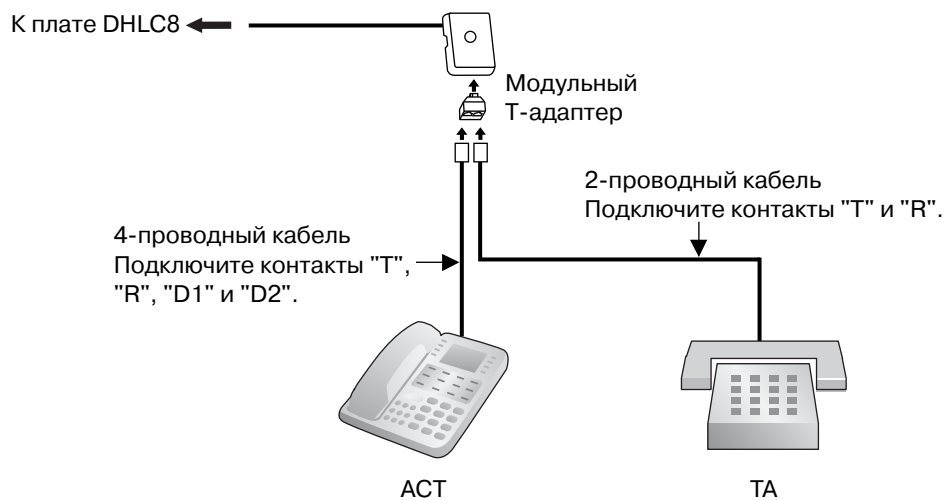 К плате DHLC8
Модульный
Т-адаптер
2-проводный кабель
Подключите контакты "T" и "R".
4-проводный кабель
Подключите контакты "T",
"R", "D1" и "D2".
АСТ
ТА